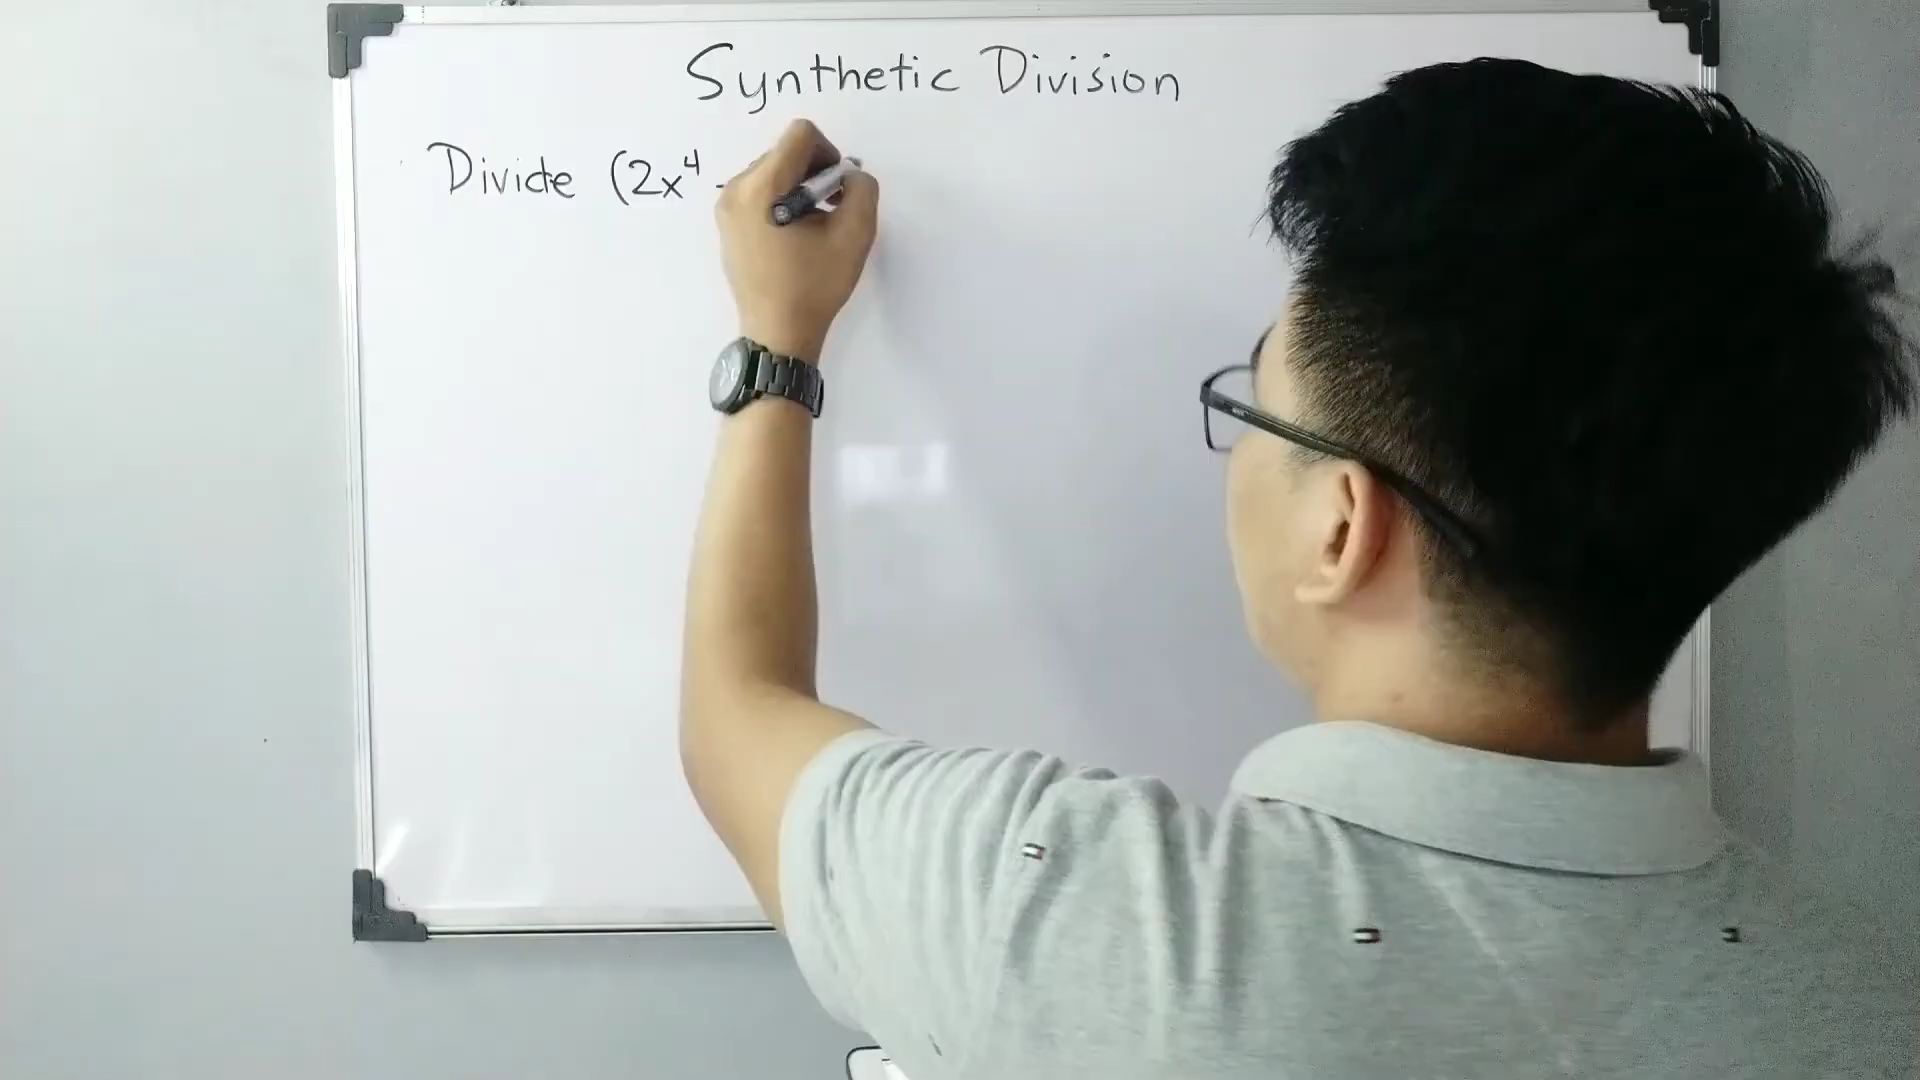 Synthetic Division
Divide (2x⁴ -